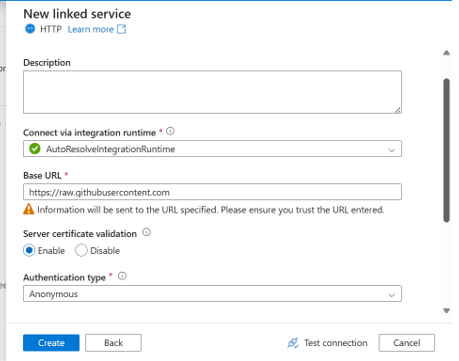 New linked service
HTTP Learn more
Description
Connect via integration runtime *
AutoResolveIntegrationRuntime
Base URL *
https://raw.githubusercontent.com
Information will be sent to the URL specified. Please ensure you trust the URL entered.
Server certificate validation
Enable Disable
Authentication type *
Anonymous
Create Back Test connection Cancel